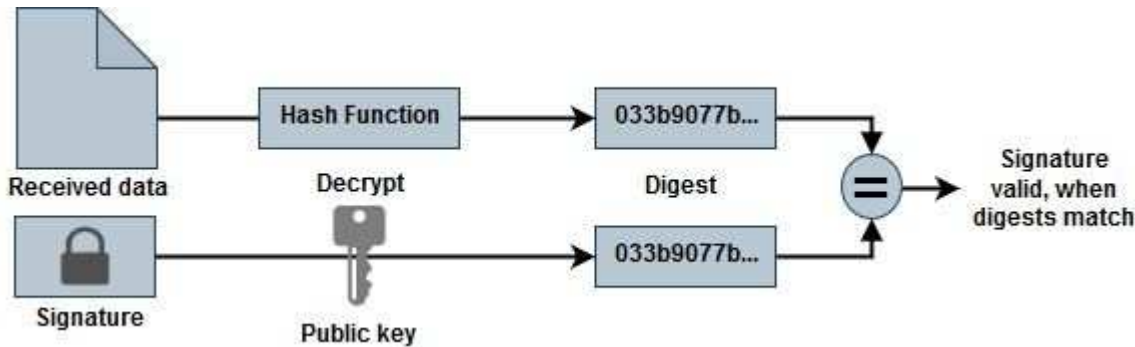 Hash Function
033b9077b...
Received data
Decrypt
Digest
Signature
valid, when
digests match
033b9077b...
Signature
Public key